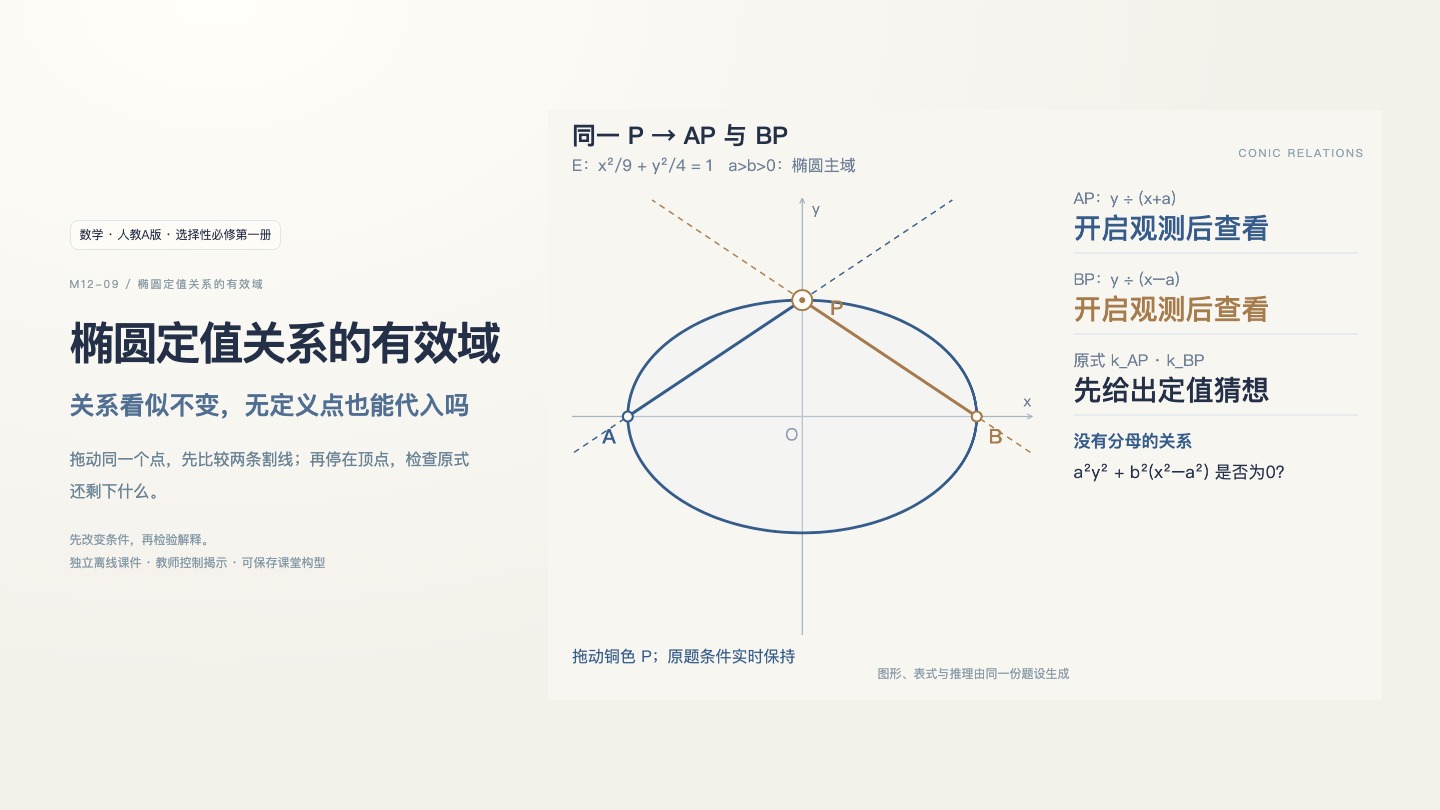 数学 · 人教A版 · 选择性必修第一册
M12-09 / 椭圆定值关系的有效域
椭圆定值关系的有效域
关系看似不变，无定义点也能代入吗
拖动同一个点，先比较两条割线；再停在顶点，检查原式
还剩下什么。
先改变条件，再检验解释。
独立离线课件 · 教师控制揭示 · 可保存课堂构型
同一 P → AP 与 BP
E：x²/9 + y²/4 = 1   a>b>0：椭圆主域
CONIC RELATIONS
y
P
x
A
O
B
AP：y ÷ (x+a)
开启观测后查看
BP：y ÷ (x−a)
开启观测后查看
原式 k_AP · k_BP
先给出定值猜想
没有分母的关系
a²y² + b²(x²−a²) 是否为0?
拖动铜色 P；原题条件实时保持
图形、表式与推理由同一份题设生成